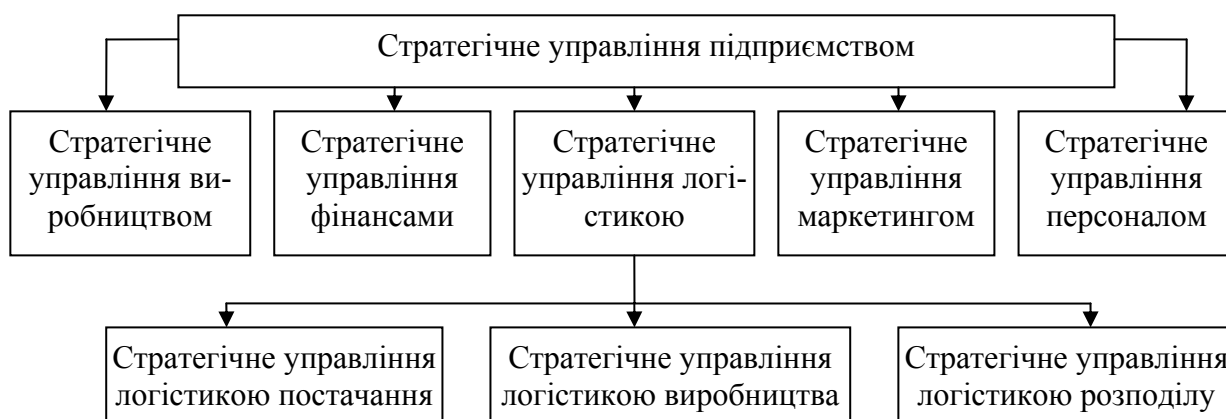 Стратегічне управління підприємством
Стратегічне
управління ви-
робництвом
Стратегічне
управління
фінансами
Стратегічне
управління логі-
стикою
Стратегічне
управління
маркетингом
Стратегічне
управління
персоналом
Стратегічне управління
логістикою постачання
Стратегічне управління
логістикою виробництва
Стратегічне управління
логістикою розподілу